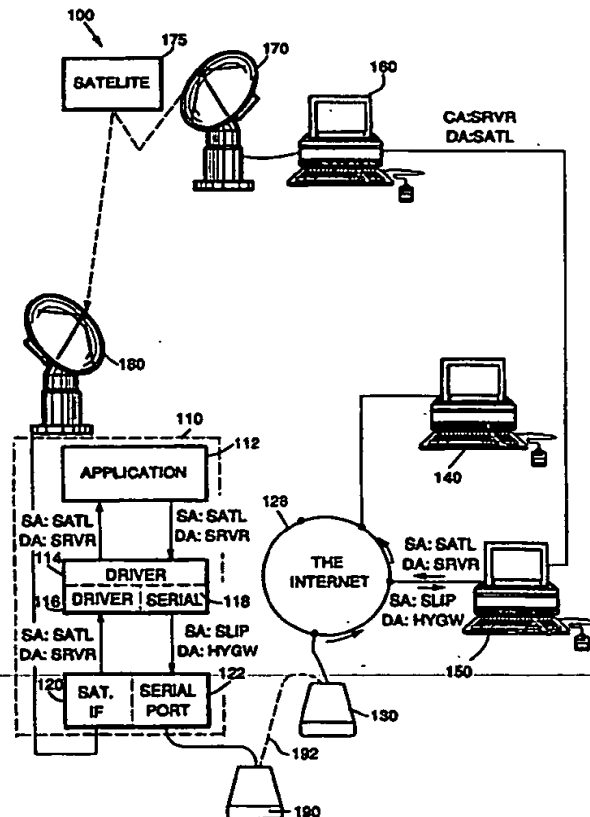 100
175
SATELITE
170
160
CA:SRVR
DA:SATL
180
110
112
APPLICATION
140
SA: SATL
DA: SRVR
SA: SATL
DA: SRVR
128
THE
INTERNET
114
DRIVER
116
DRIVER
SERIAL
118
SA: SATL
DA: SRVR
SA: SLIP
DA: HYGW
150
SA: SATL
DA: SRVR
SA: SLIP
DA: HYGW
120
SAT.
IF
SERIAL
PORT
122
130
192
190